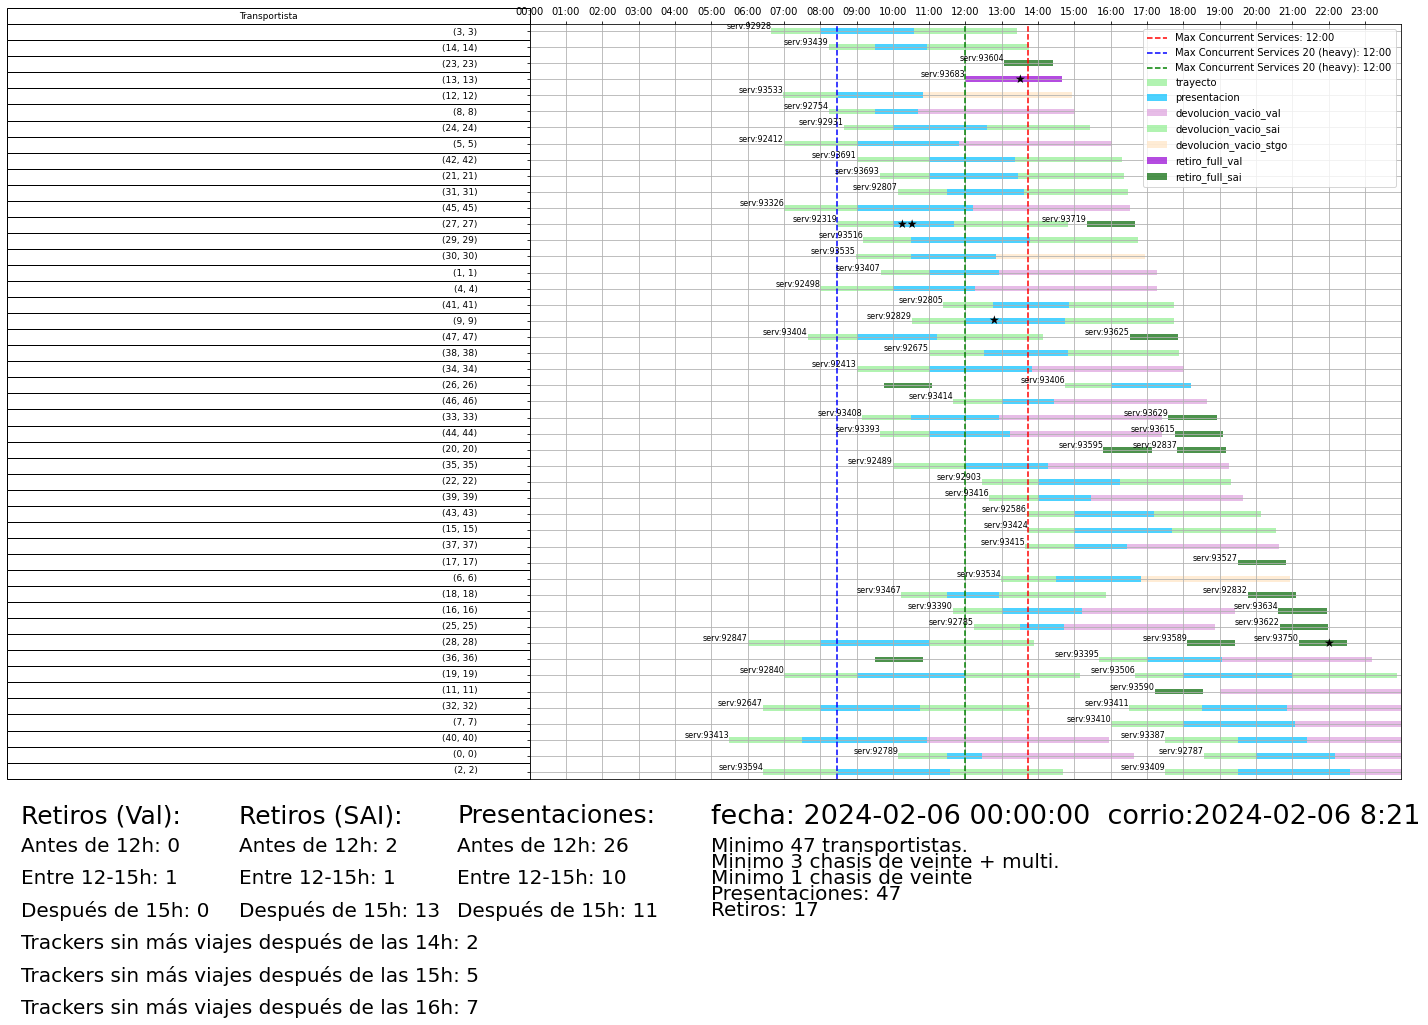 Transportista
00:00 01:00 02:00 03:00 04:00 05:00 06:00 07:00 08:00 09:00 10:00 11:00 12:00 13:00 14:00 15:00 16:00 17:00 18:00 19:00 20:00 21:00 22:00 23:00
(3, 3) serv:92928
(14, 14) serv:93439
(23, 23) serv:93604
(13, 13) serv:93683
(12, 12) serv:93533
(8, 8) serv:92754
(24, 24) serv:92931
(5, 5) serv:92412
(42, 42) serv:93691
(21, 21) serv:93693
(31, 31) serv:92807
(45, 45) serv:93326
(27, 27) serv:92319 serv:93719
(29, 29) serv:93516
(30, 30) serv:93535
(1, 1) serv:93407
(4, 4) serv:92498
(41, 41) serv:92805
(9, 9) serv:92829
(47, 47) serv:93404 serv:93625
(38, 38) serv:92675
(34, 34) serv:92413
(26, 26) serv:93406
(46, 46) serv:93414
(33, 33) serv:93408 serv:93629
(44, 44) serv:93393 serv:93615
(20, 20) serv:93595 serv:92837
(35, 35) serv:92489
(22, 22) serv:92903
(39, 39) serv:93416
(43, 43) serv:92586
(15, 15) serv:93424
(37, 37) serv:93415
(17, 17) serv:93527
(6, 6) serv:93534
(18, 18) serv:93467 serv:92832
(16, 16) serv:93390 serv:93634
(25, 25) serv:92785 serv:93622
(28, 28) serv:92847 serv:93589 serv:93750
(36, 36) serv:93395
(19, 19) serv:92840 serv:93506
(11, 11) serv:93590
(32, 32) serv:92647 serv:93411
(7, 7) serv:93410
(40, 40) serv:93413 serv:93387
(0, 0) serv:92789 serv:92787
(2, 2) serv:93594 serv:93409
Max Concurrent Services: 12:00
Max Concurrent Services 20 (heavy): 12:00
Max Concurrent Services 20 (heavy): 12:00
trayecto
presentacion
devolucion_vacio_val
devolucion_vacio_sai
devolucion_vacio_stgo
retiro_full_val
retiro_full_sai
Retiros (Val):
Antes de 12h: 0
Entre 12-15h: 1
Después de 15h: 0
Retiros (SAI):
Antes de 12h: 2
Entre 12-15h: 1
Después de 15h: 13
Presentaciones:
Antes de 12h: 26
Entre 12-15h: 10
Después de 15h: 11
Trackers sin más viajes después de las 14h: 2
Trackers sin más viajes después de las 15h: 5
Trackers sin más viajes después de las 16h: 7
fecha: 2024-02-06 00:00:00 corrio:2024-02-06 8:21
Minimo 47 transportistas.
Minimo 3 chasis de veinte + multi.
Minimo 1 chasis de veinte
Presentaciones: 47
Retiros: 17